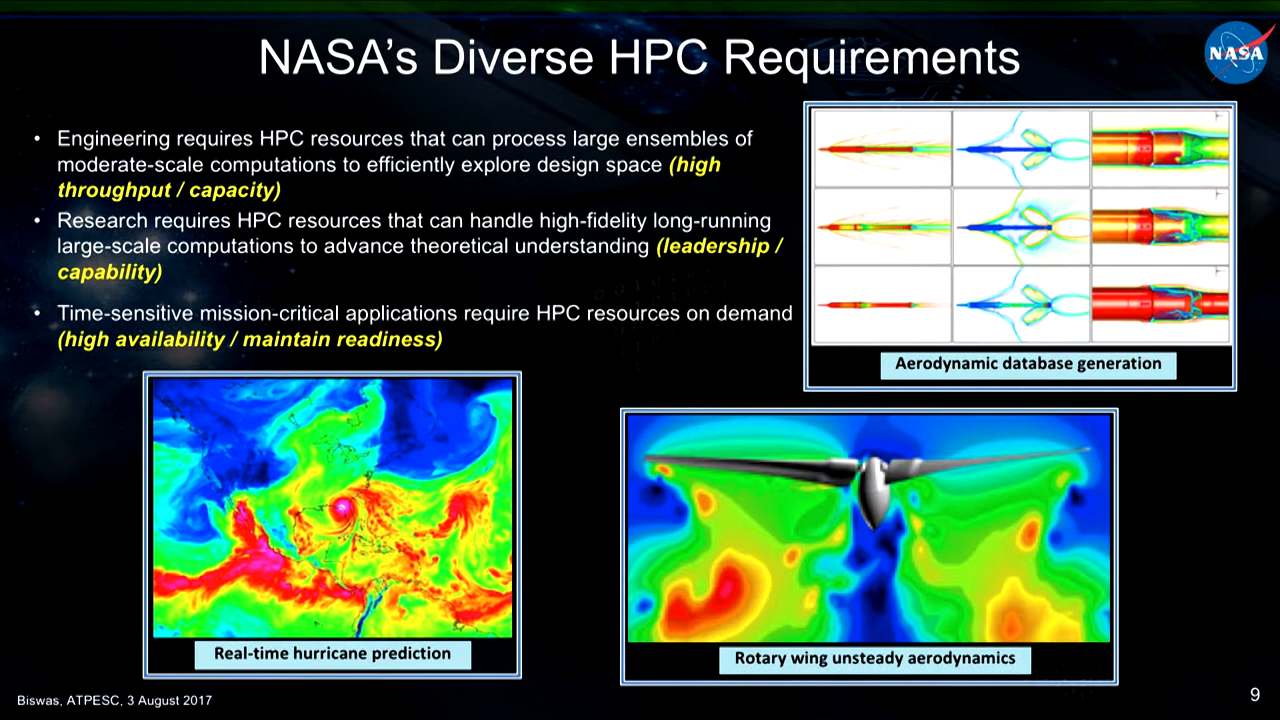 NASA's Diverse HPC Requirements
NASA
• Engineering requires HPC resources that can process large ensembles of
moderate-scale computations to efficiently explore design space (high
throughput / capacity)
• Research requires HPC resources that can handle high-fidelity long-running
large-scale computations to advance theoretical understanding (leadership /
capability)
• Time-sensitive mission-critical applications require HPC resources on demand
(high availability / maintain readiness)
Aerodynamic database generation
Real-time hurricane prediction
Rotary wing unsteady aerodynamics
Biswas, ATPESC, 3 August 2017
9